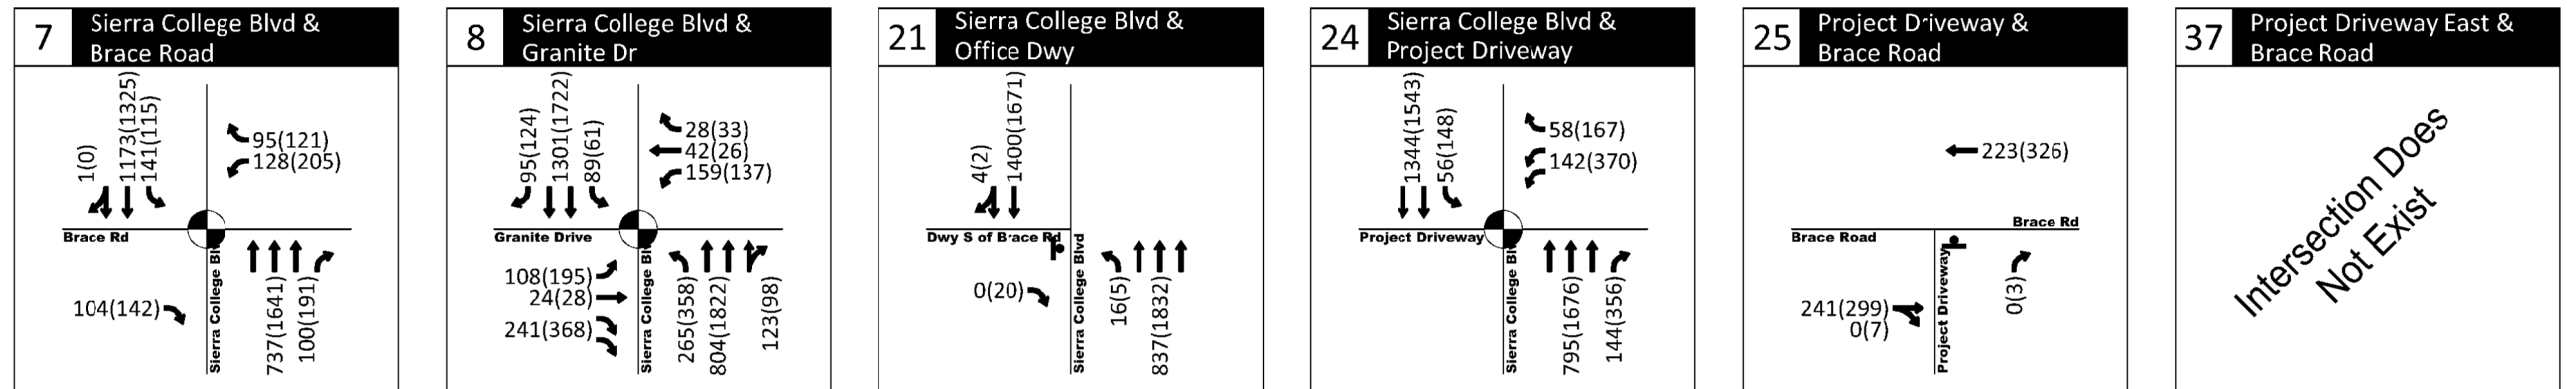 7
Sierra College Blvd &
Brace Road
1(0)
1173(1325)
141(115)
95(121)
128(205)
Brace Rd
Sierra College Blv
104(142)
737(1641)
100(191)
8
Sierra College Blvd &
Granite Dr
95(124)
1301(1722)
89(61)
28(33)
42(26)
159(137)
Granite Drive
Sierra College Blv
108(195)
24(28)
241(368)
265(358)
804(1822)
123(98)
21
Sierra College Blvd &
Office Dwy
4(2)
1400(1671)
Dwy S of Brace Rd
Sierra College Blvd
0(20)
16(5)
837(1832)
24
Sierra College Blvd &
Project Driveway
1344(1543)
56(148)
58(167)
142(370)
Project Driveway
Sierra College Blv
795(1676)
144(356)
25
Project Driveway &
Brace Road
223(326)
Brace Rd
Brace Road
Project Driveway
241(299)
0(7)
0(3)
37
Project Driveway East &
Brace Road
Intersection Does
Not Exist